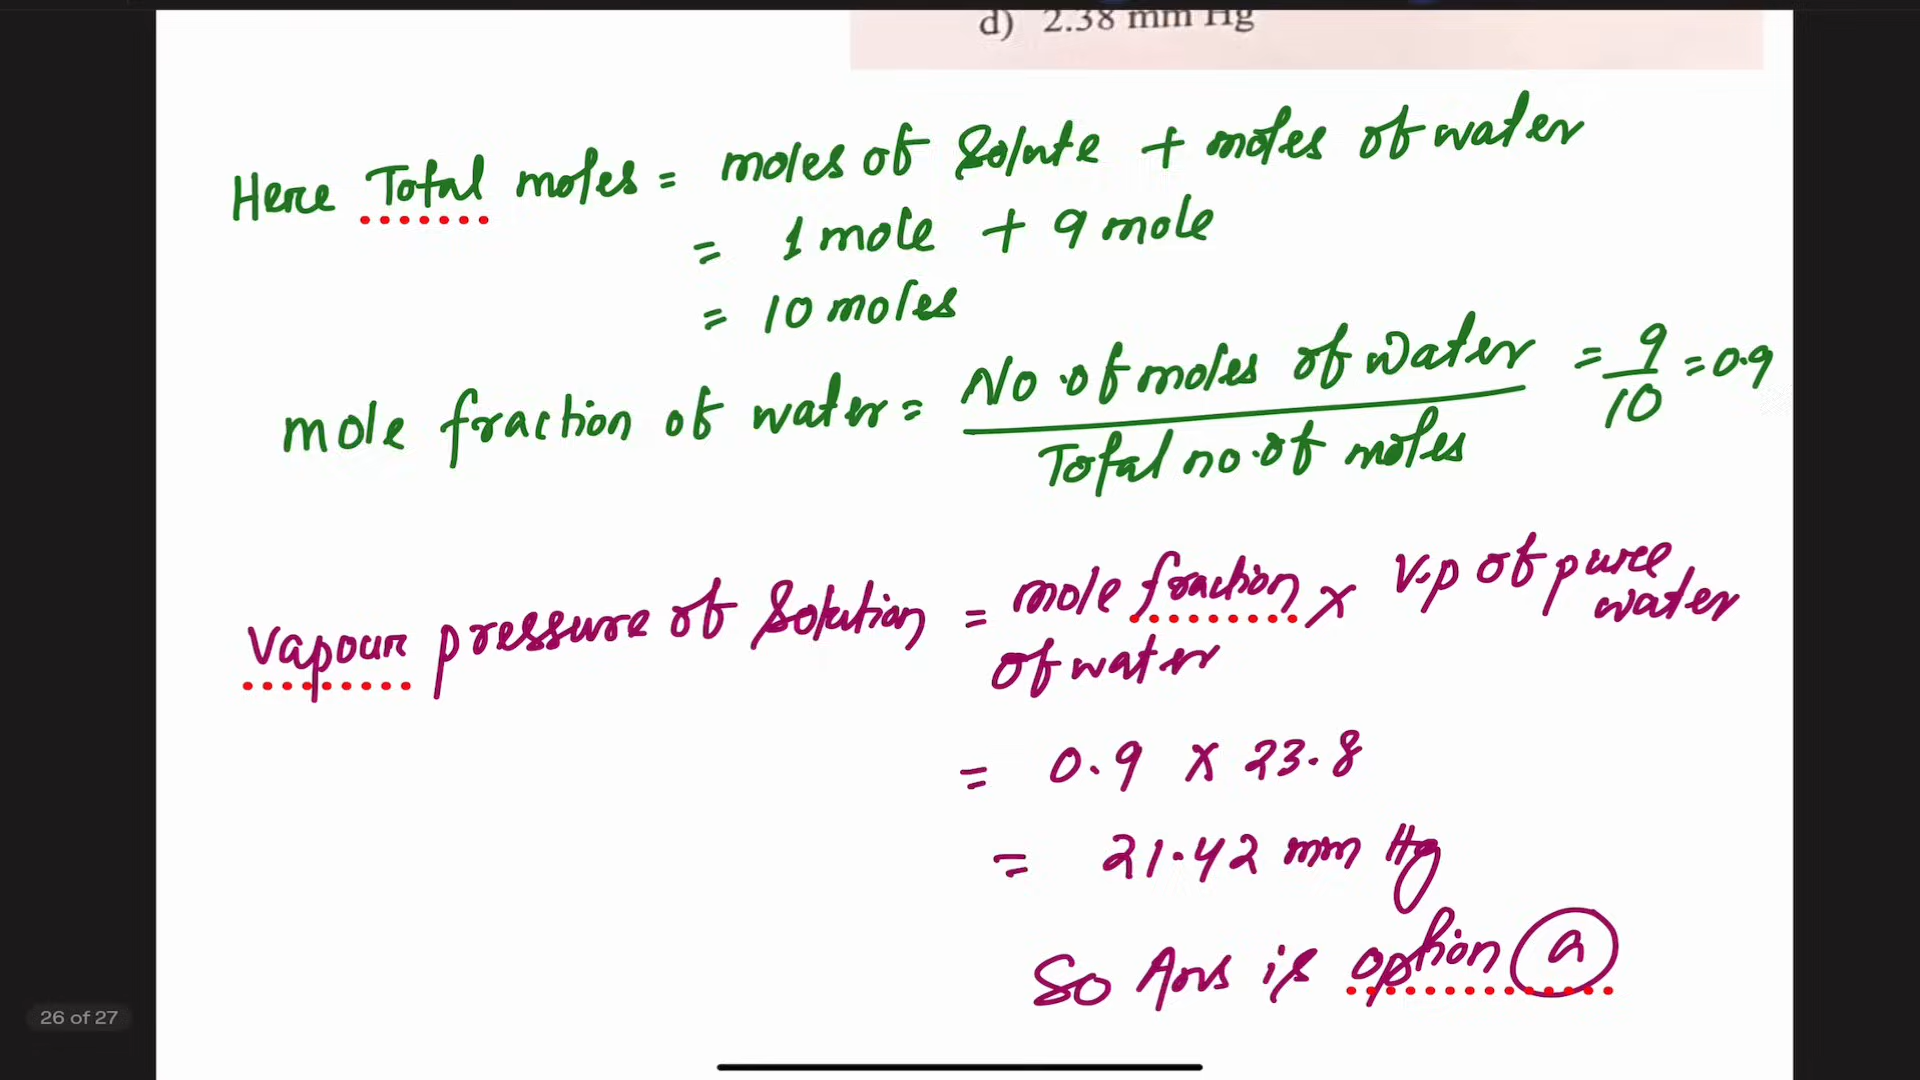 d) 2.38 mm Hg
Here Total moles = moles of solute + moles of water
= 1 mole + 9 mole
= 10 moles
mole fraction of water = No. of moles of water / Total no. of moles = 9/10 = 0.9
Vapour pressure of solution = mole fraction of water × v.p of pure water
= 0.9 × 23.8
= 21.42 mm Hg
So Ans is option a
26 of 27